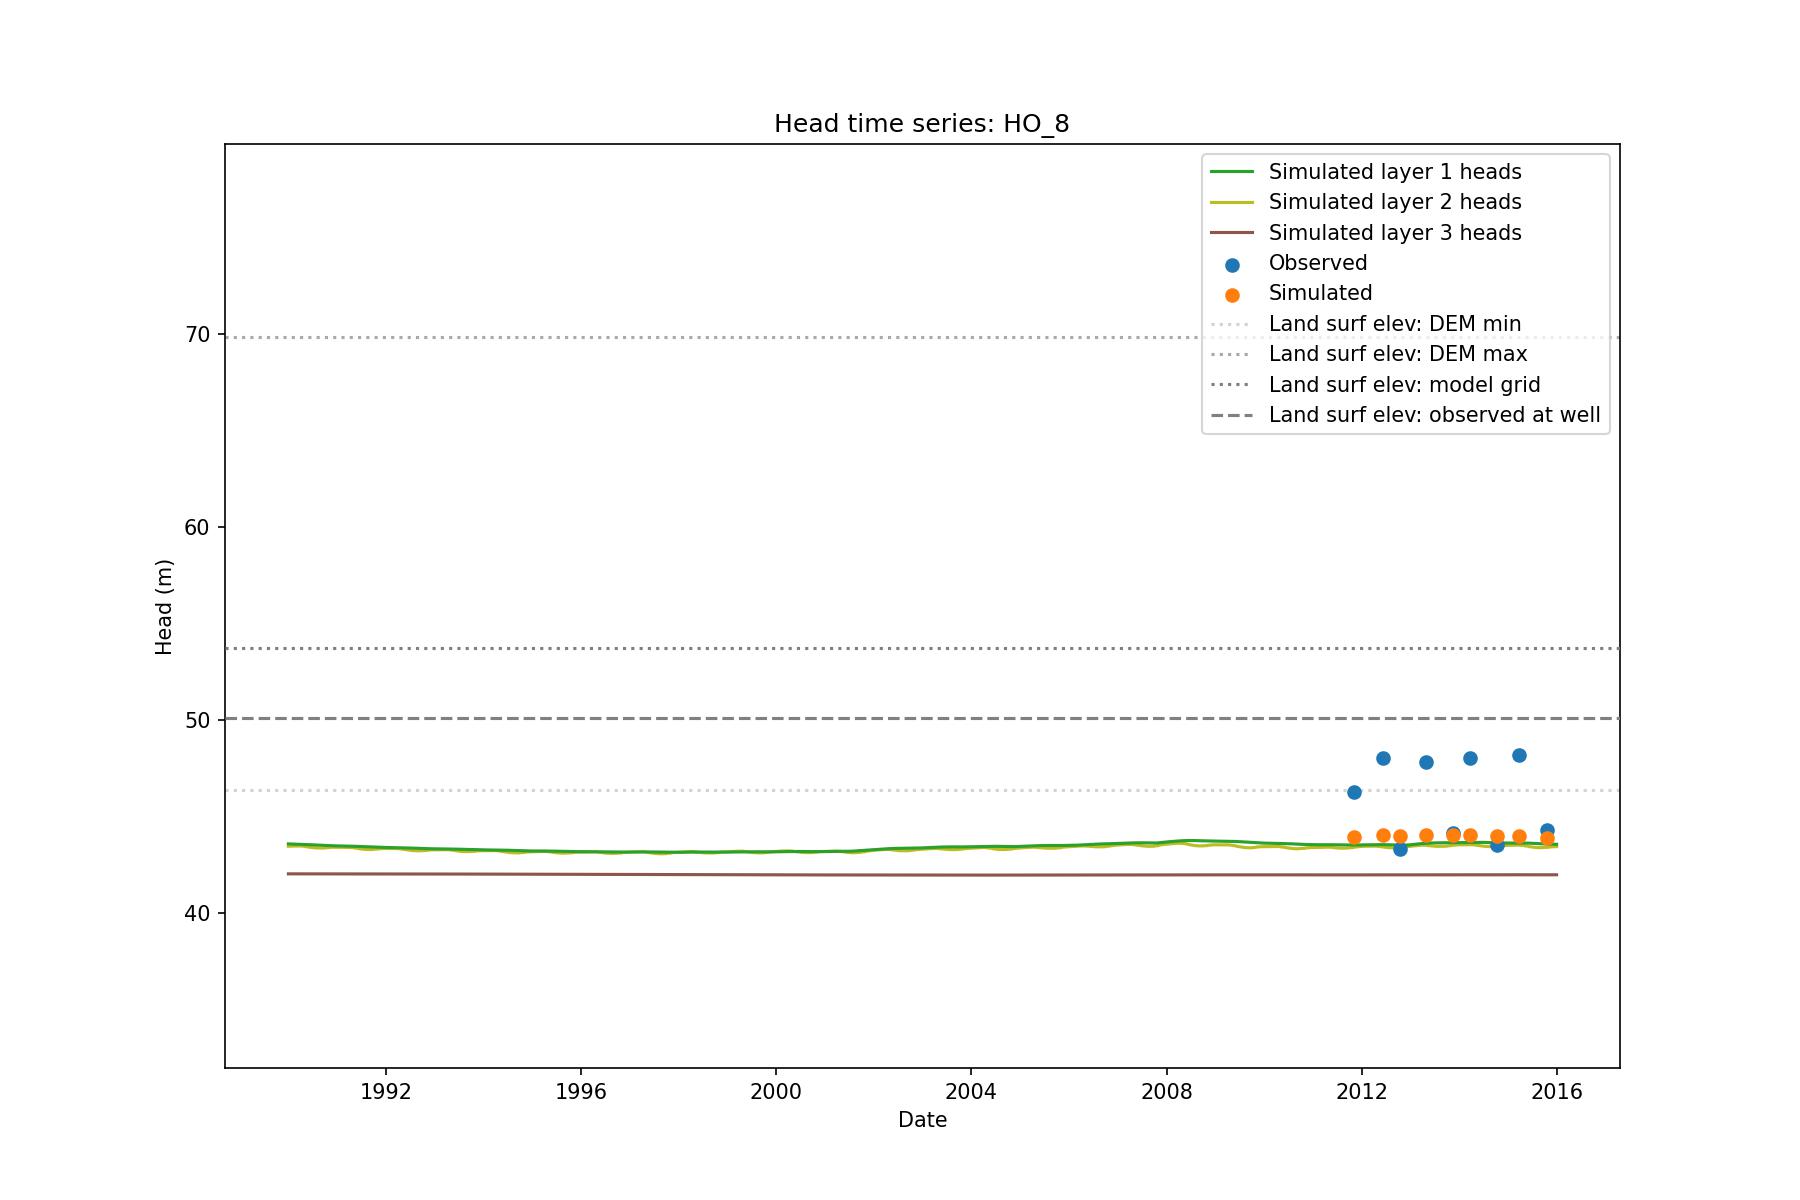 Head time series: HO_8
Simulated layer 1 heads
Simulated layer 2 heads
Simulated layer 3 heads
Observed
Simulated
Land surf elev: DEM min
Land surf elev: DEM max
Land surf elev: model grid
Land surf elev: observed at well
70
60
50
40
Head (m)
1992 1996 2000 2004 2008 2012 2016
Date